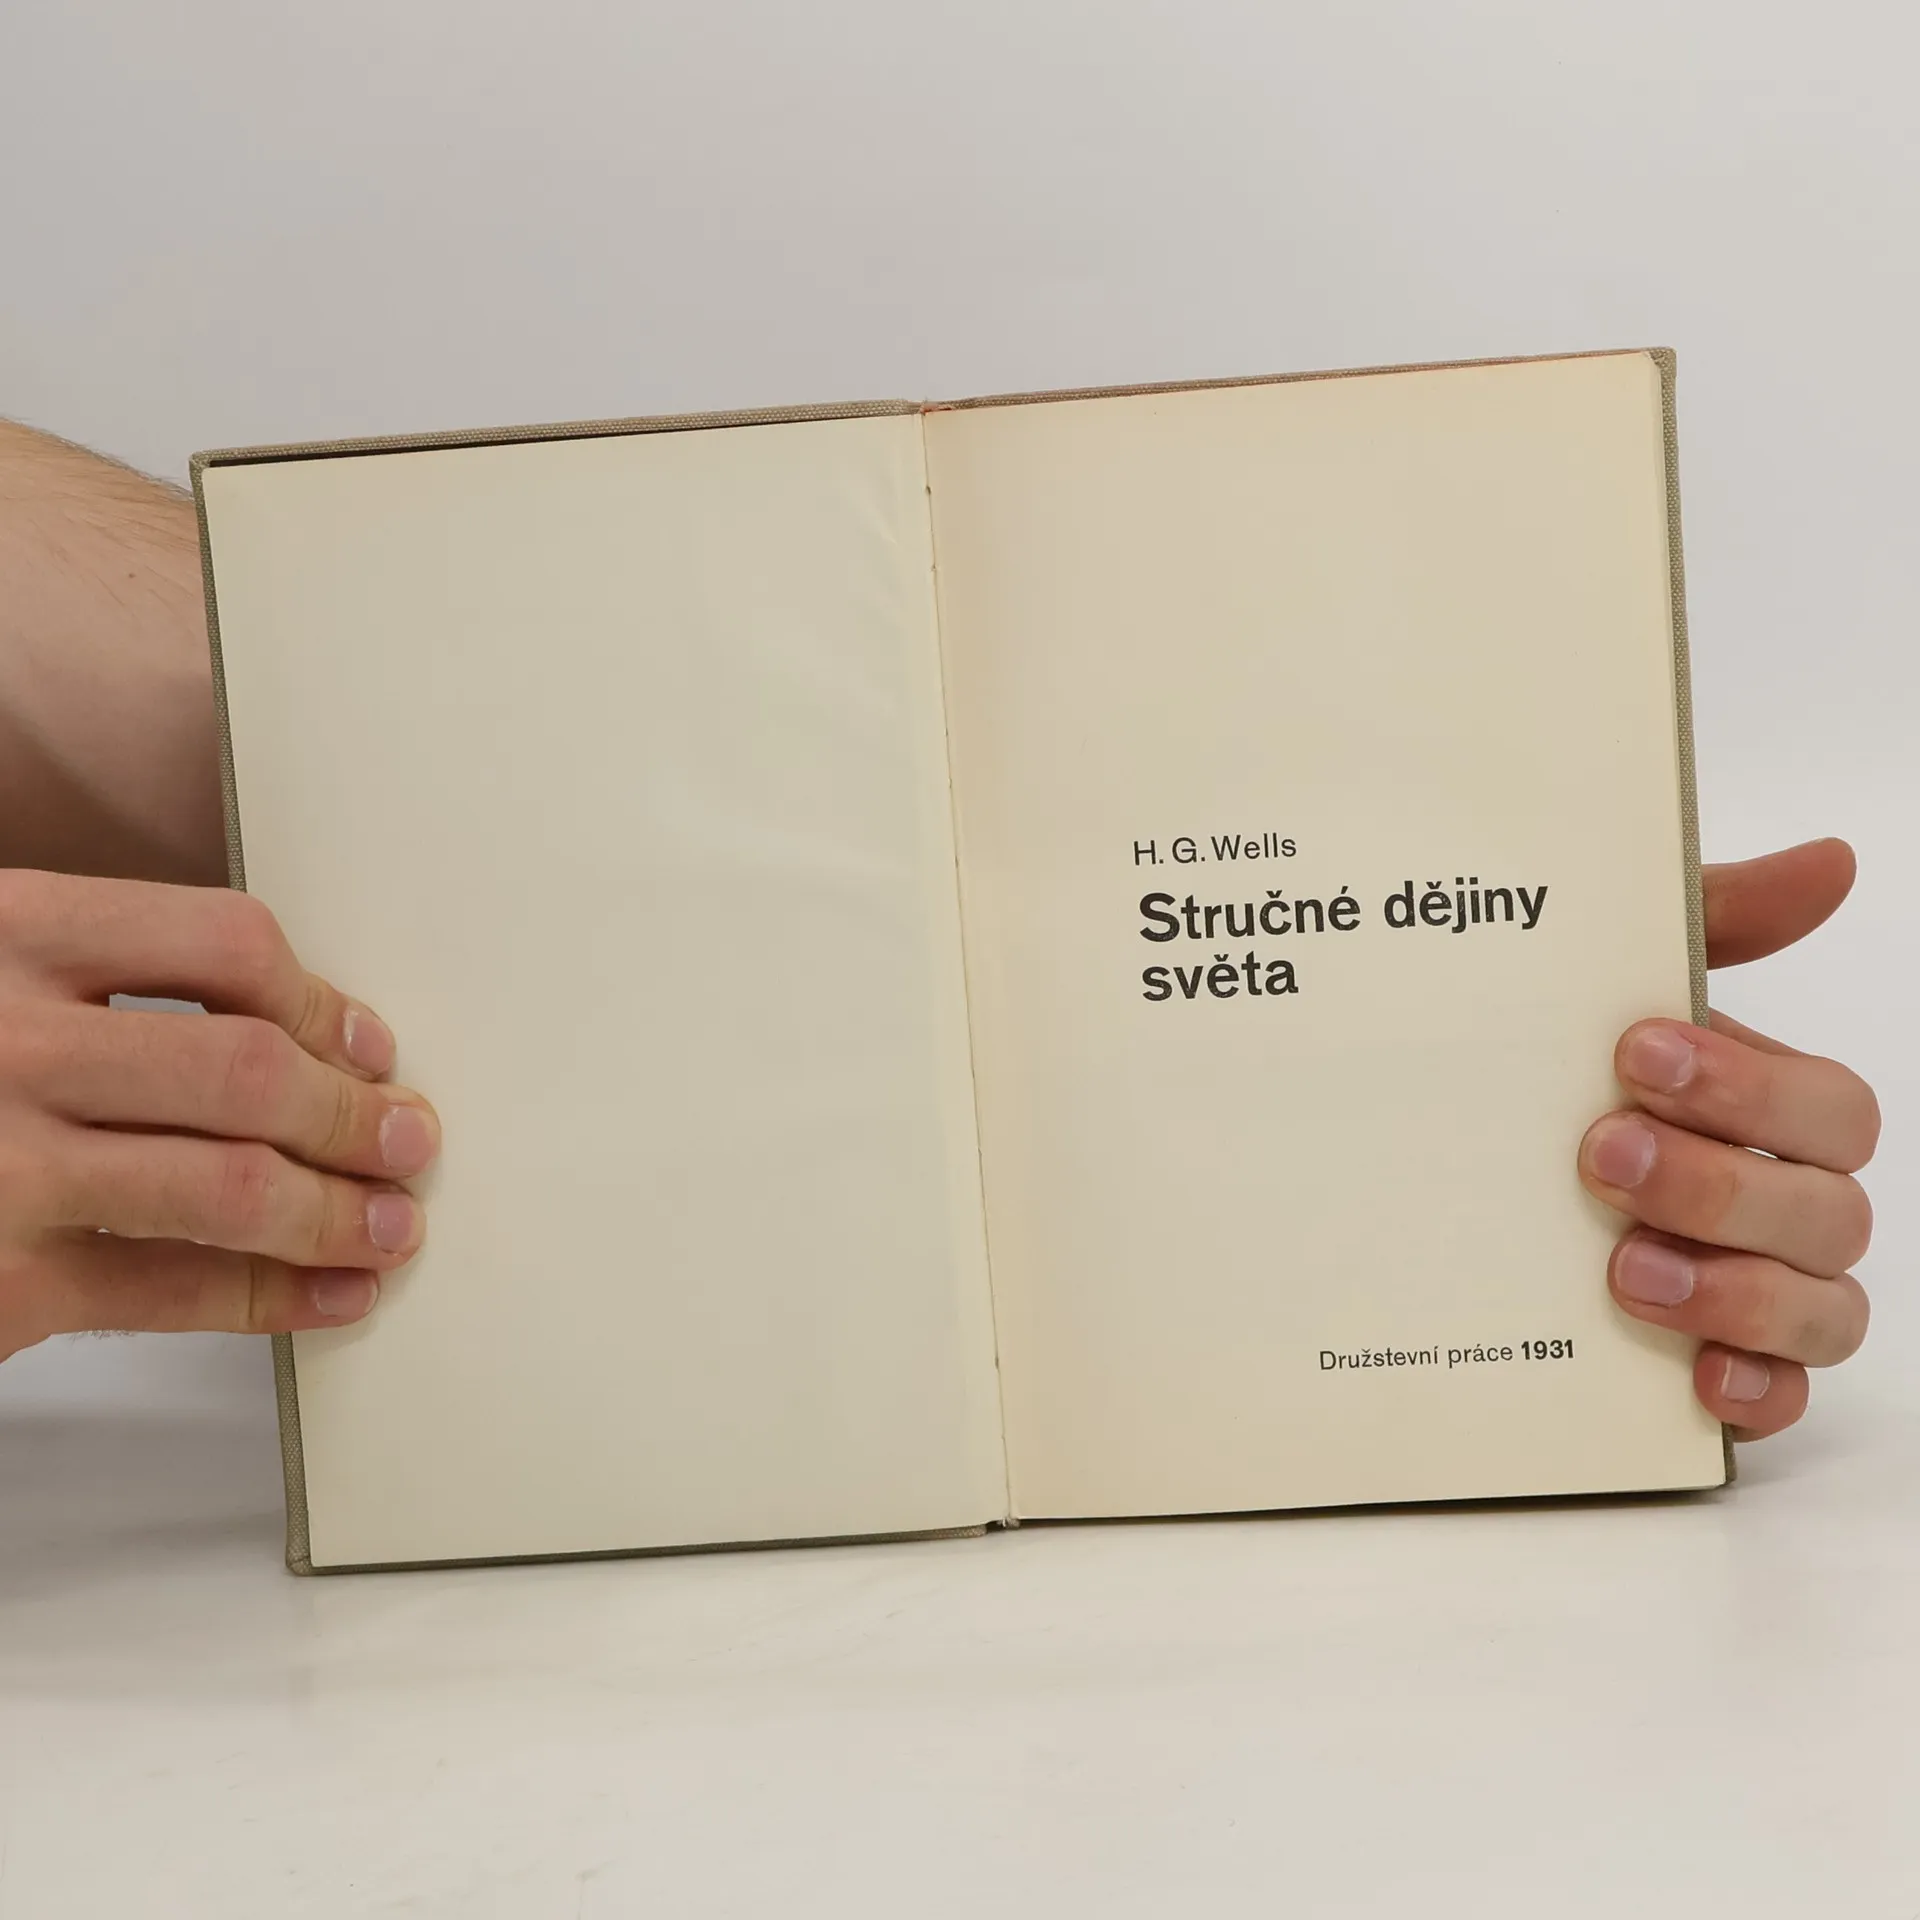 H. G. Wells
Stručné dějiny
světa
Družstevní práce 1931